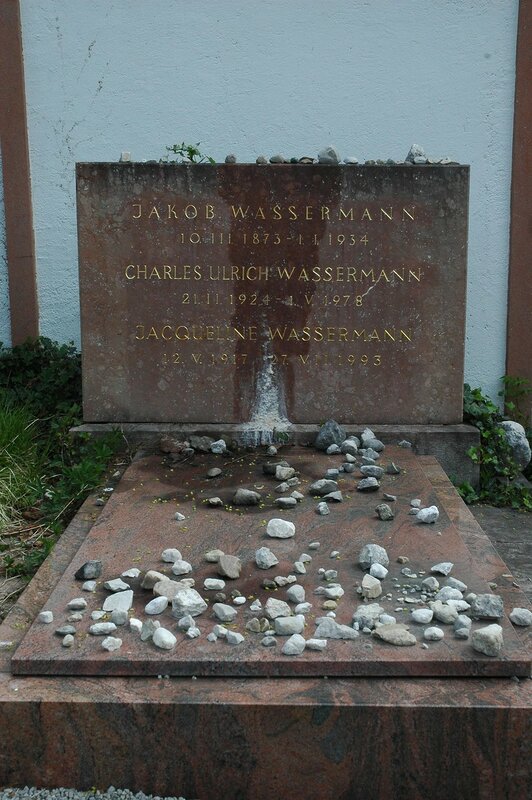 JAKOB WASSERMANN
10.III.1873-1.I.1934
CHARLES ULRICH WASSERMANN
21.II.1924-1.V.1978
JACQUELINE WASSERMANN
12.V.1917-27.VII.1993